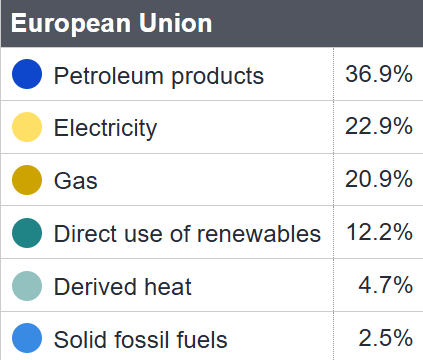 European Union
Petroleum products 36.9%
Electricity 22.9%
Gas 20.9%
Direct use of renewables 12.2%
Derived heat 4.7%
Solid fossil fuels 2.5%